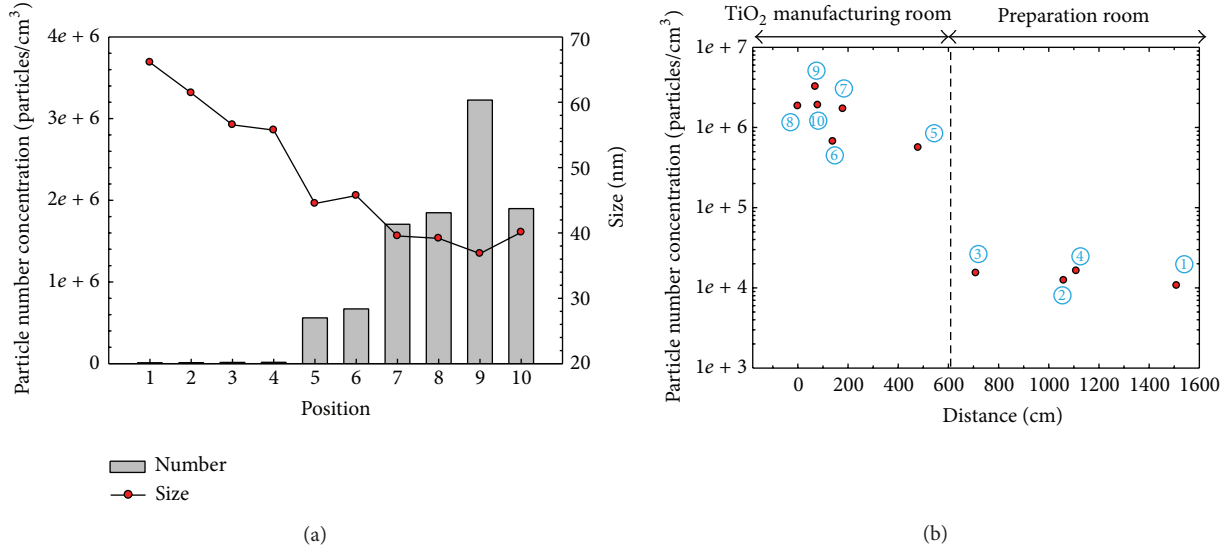 Particle number concentration (particles/cm³)
4e + 6
3e + 6
2e + 6
1e + 6
0
70
60
50
40
30
20
Size (nm)
1 2 3 4 5 6 7 8 9 10
Position
Number
Size
(a)
TiO₂ manufacturing room
Preparation room
Particle number concentration (particles/cm³)
1e + 7
1e + 6
1e + 5
1e + 4
1e + 3
9
7
8
10
6
5
3
4
2
1
0 200 400 600 800 1000 1200 1400 1600
Distance (cm)
(b)